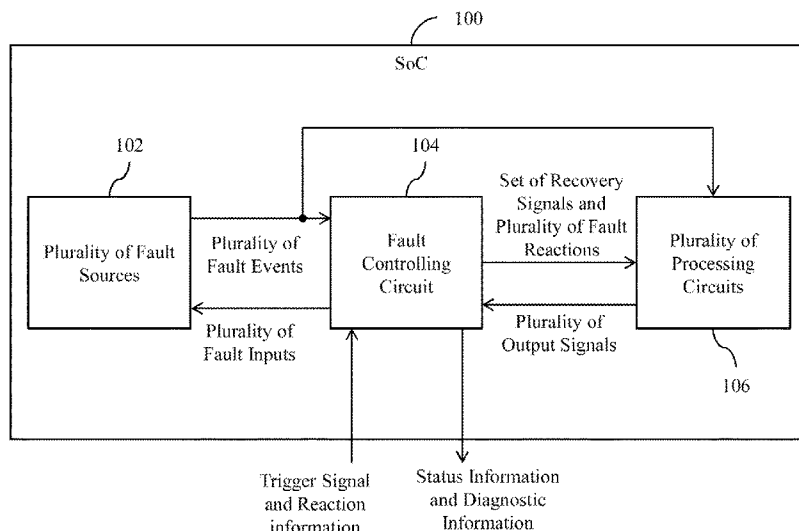 100
SoC
102
104
Set of Recovery
Signals and
Plurality of Fault
Reactions
Plurality of Fault
Sources
Plurality of
Fault Events
Fault
Controlling
Circuit
Plurality of
Processing
Circuits
Plurality of
Fault Inputs
Plurality of
Output Signals
106
Trigger Signal
and Reaction
information
Status Information
and Diagnostic
Information